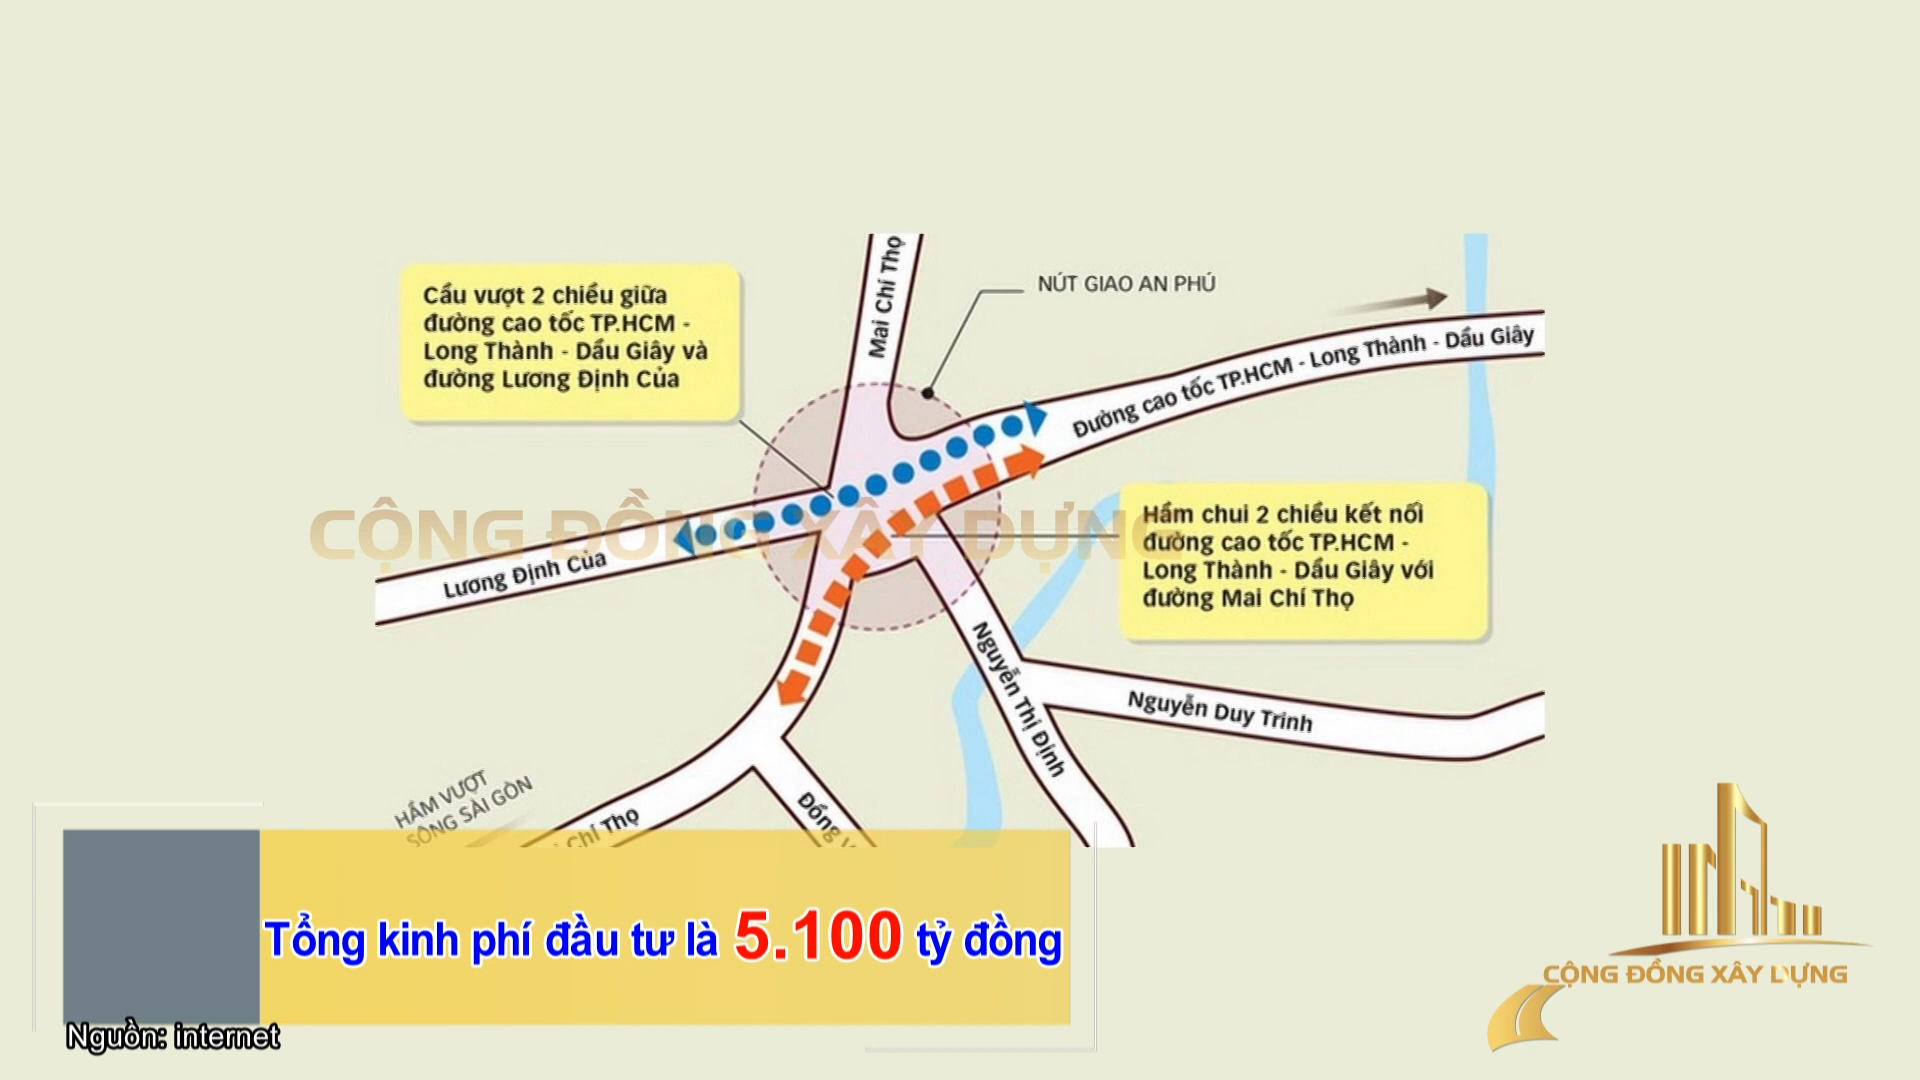 Mai Chí Thọ
NÚT GIAO AN PHÚ
Cầu vượt 2 chiều giữa
đường cao tốc TP.HCM -
Long Thành - Dầu Giây và
đường Lương Định Của
Đường cao tốc TP.HCM - Long Thành - Dầu Giây
CỘNG ĐỒNG XÂY DỰNG
Hầm chui 2 chiều kết nối
đường cao tốc TP.HCM -
Long Thành - Dầu Giây với
đường Mai Chí Thọ
Lương Định Của
Nguyễn Thị Định
Nguyễn Duy Trinh
HẦM VƯỢT
SÔNG SÀI GÒN
Chí Thọ
Đồng
Tổng kinh phí đầu tư là 5.100 tỷ đồng
CỘNG ĐỒNG XÂY DỰNG
Nguồn: internet